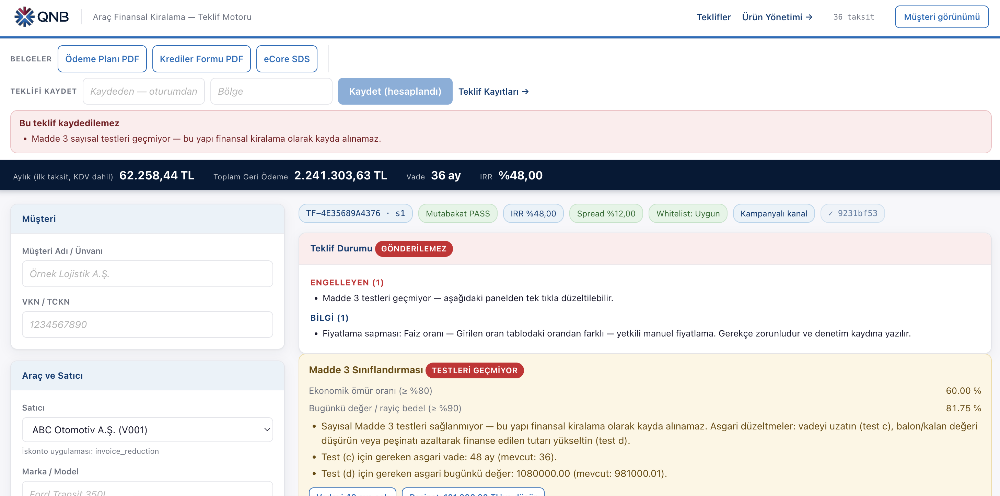 QNB
Araç Finansal Kiralama — Teklif Motoru
Teklifler
Ürün Yönetimi →
36 taksit
Müşteri görünümü
BELGELER
Ödeme Planı PDF
Krediler Formu PDF
eCore SDS
TEKLİFİ KAYDET
Kaydeden — oturumdan
Bölge
Kaydet (hesaplandı)
Teklif Kayıtları →
Bu teklif kaydedilemez
• Madde 3 sayısal testleri geçmiyor — bu yapı finansal kiralama olarak kayda alınamaz.
Aylık (ilk taksit, KDV dahil) 62.258,44 TL
Toplam Geri Ödeme 2.241.303,63 TL
Vade 36 ay
IRR %48,00
Müşteri
Müşteri Adı / Ünvanı
Örnek Lojistik A.Ş.
VKN / TCKN
1234567890
Araç ve Satıcı
Satıcı
ABC Otomotiv A.Ş. (V001)
İskonto uygulaması: invoice_reduction
Marka / Model
Ford Transit 350L
TF–4E35689A4376 · s1
Mutabakat PASS
IRR %48,00
Spread %12,00
Whitelist: Uygun
Kampanyalı kanal
✓ 9231bf53
Teklif Durumu GÖNDERİLEMEZ
ENGELLEYEN (1)
• Madde 3 testleri geçmiyor — aşağıdaki panelden tek tıkla düzeltilebilir.
BİLGİ (1)
• Fiyatlama sapması: Faiz oranı — Girilen oran tablodaki orandan farklı — yetkili manuel fiyatlama. Gerekçe zorunludur ve denetim kaydına yazılır.
Madde 3 Sınıflandırması TESTLERİ GEÇMİYOR
Ekonomik ömür oranı (≥ %80) 60.00 %
Bugünkü değer / rayiç bedel (≥ %90) 81.75 %
• Sayısal Madde 3 testleri sağlanmıyor — bu yapı finansal kiralama olarak kayda alınamaz. Asgari düzeltmeler: vadeyi uzatın (test c), balon/kalan değeri
düşürün veya peşinatı azaltarak finanse edilen tutarı yükseltin (test d).
• Test (c) için gereken asgari vade: 48 ay (mevcut: 36).
• Test (d) için gereken asgari bugünkü değer: 1080000.00 (mevcut: 981000.01).